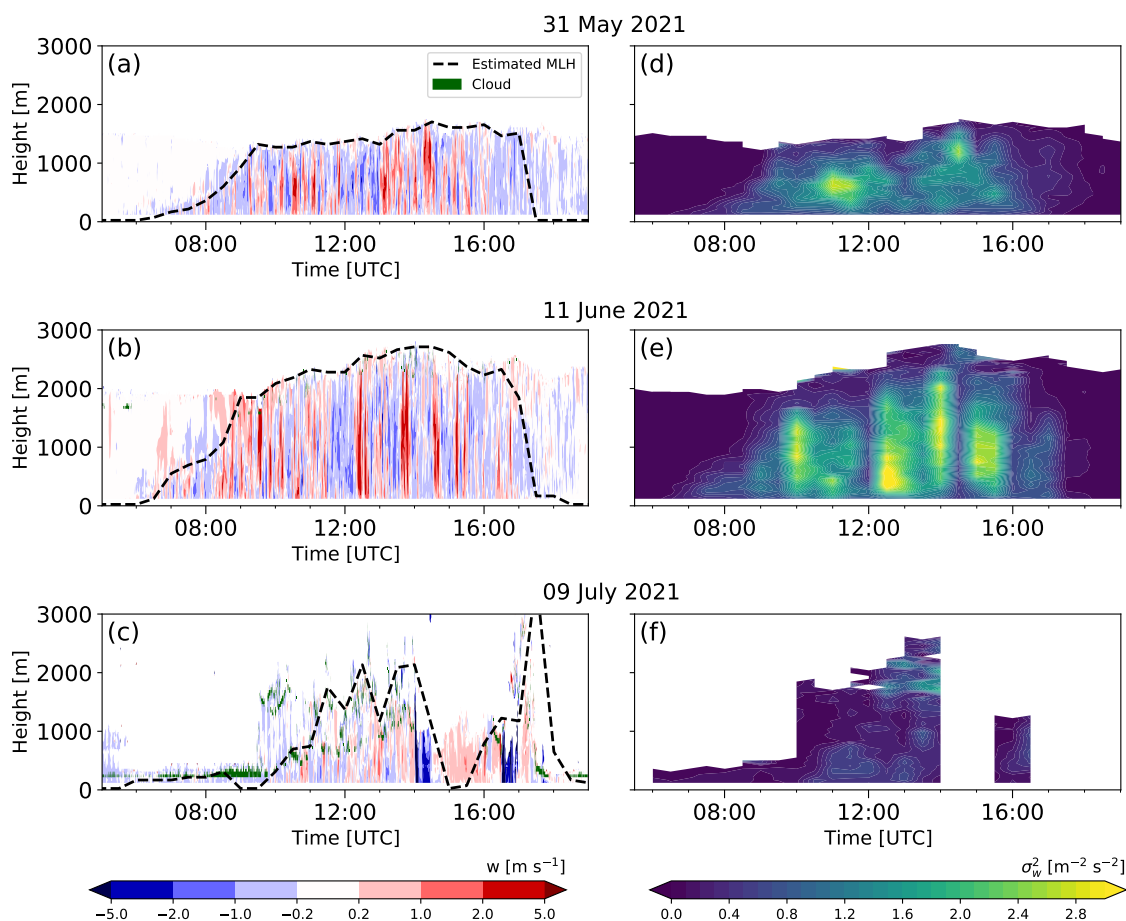 31 May 2021
(a)
Estimated MLH
Cloud
3000
2000
1000
0
Height [m]
08:00 12:00 16:00
Time [UTC]
(d)
08:00 12:00 16:00
11 June 2021
(b)
3000
2000
1000
0
Height [m]
08:00 12:00 16:00
Time [UTC]
(e)
08:00 12:00 16:00
09 July 2021
(c)
3000
2000
1000
0
Height [m]
08:00 12:00 16:00
Time [UTC]
(f)
08:00 12:00 16:00
Time [UTC]
w [m s⁻¹]
−5.0 −2.0 −1.0 −0.2 0.2 1.0 2.0 5.0
σ²w [m⁻² s⁻²]
0.0 0.4 0.8 1.2 1.6 2.0 2.4 2.8